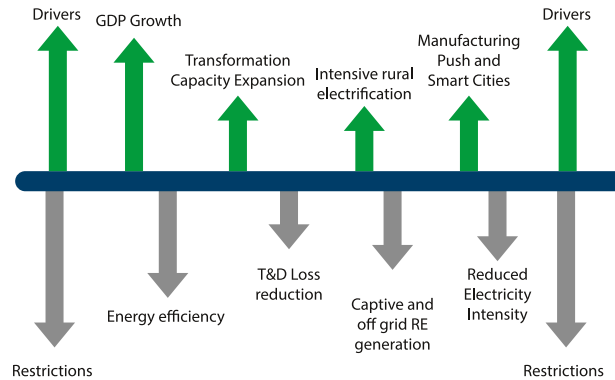 Drivers
GDP Growth
Transformation
Capacity Expansion
Intensive rural
electrification
Manufacturing
Push and
Smart Cities
Drivers
Energy efficiency
T&D Loss
reduction
Captive and
off grid RE
generation
Reduced
Electricity
Intensity
Restrictions
Restrictions